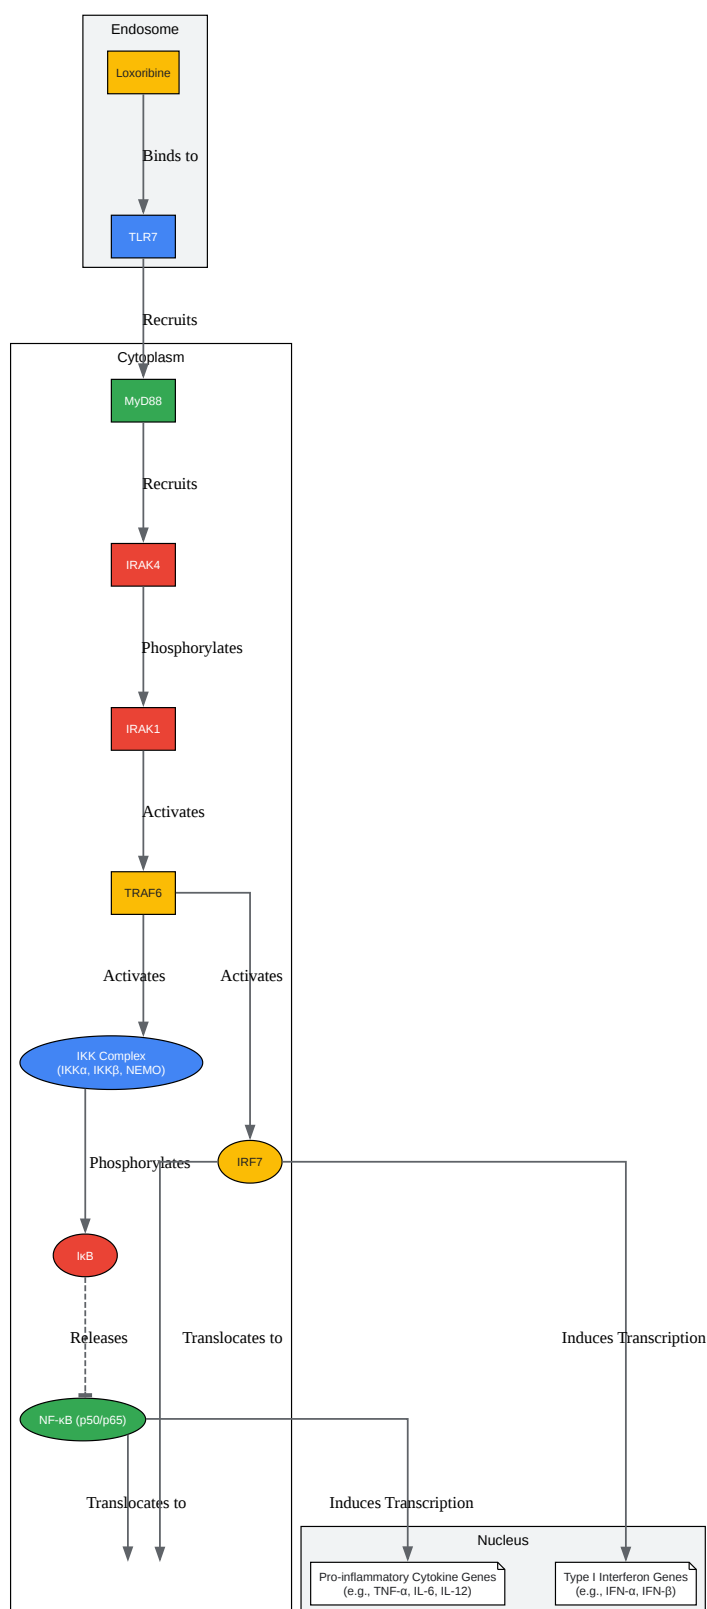 Endosome
Loxoribine
Binds to
TLR7
Recruits
Cytoplasm
MyD88
Recruits
IRAK4
Phosphorylates
IRAK1
Activates
TRAF6
Activates
Activates
IKK Complex
(IKKα, IKKβ, NEMO)
Phosphorylates
IRF7
IκB
Releases
Translocates to
Induces Transcription
NF-κB (p50/p65)
Translocates to
Induces Transcription
Nucleus
Pro-inflammatory Cytokine Genes
(e.g., TNF-α, IL-6, IL-12)
Type I Interferon Genes
(e.g., IFN-α, IFN-β)